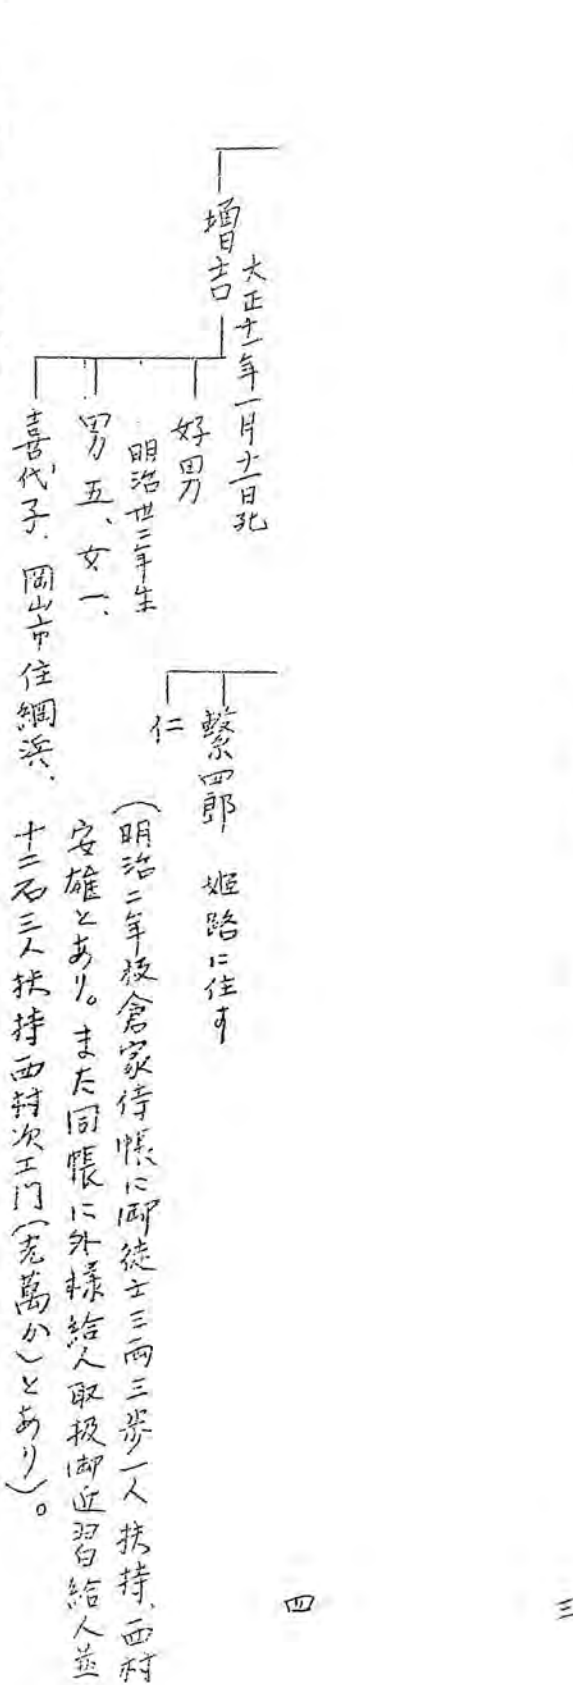 増吉
大正十一年一月十一日死
好男
明治卅二年生
男五、女一、
喜代子、岡山市住網浜、
繋四郎 姫路に住す
仁
(明治二年板倉家侍帳に御徒士三両三歩一人扶持、西村
安雄とあり。また同帳に外様給人取扱御近習給人並
十二石三人扶持西村次エ門(萬か)とあり)。
三
四